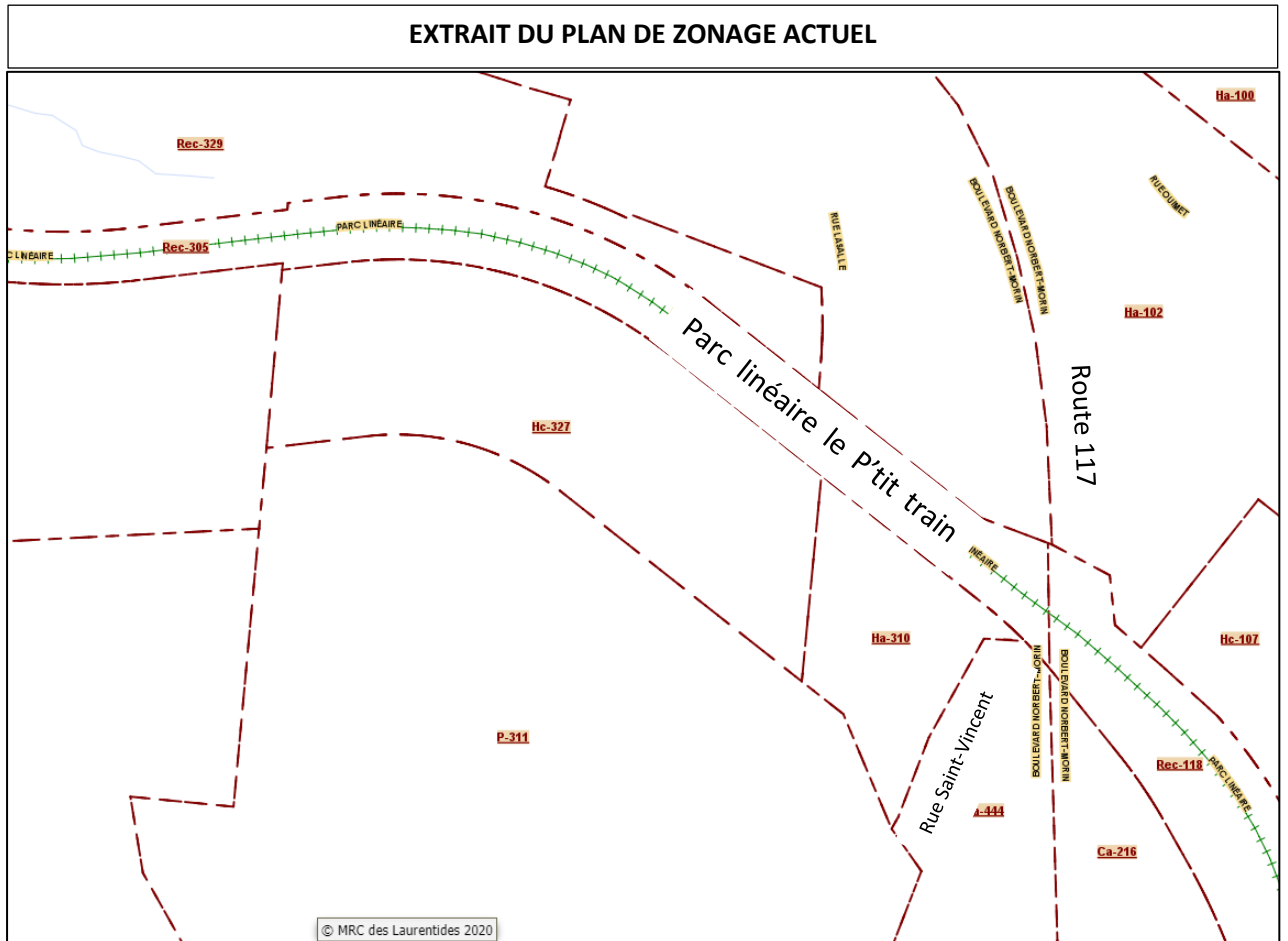 EXTRAIT DU PLAN DE ZONAGE ACTUEL
Ha-100
Rec-329
RUE OUIMET
BOULEVARD NORBERT-MORIN
BOULEVARD NORBERT-MORIN
RUE LASALLE
PARC LINÉAIRE
Rec-305
C LINÉAIRE
Ha-102
Parc linéaire le P'tit train
Route 117
Hc-327
INÉAIRE
Ha-310
Hc-107
BOULEVARD NORBERT-MORIN
BOULEVARD NORBERT-MORIN
Rue Saint-Vincent
P-311
Rec-118
PARC LINÉAIRE
-444
Ca-216
© MRC des Laurentides 2020